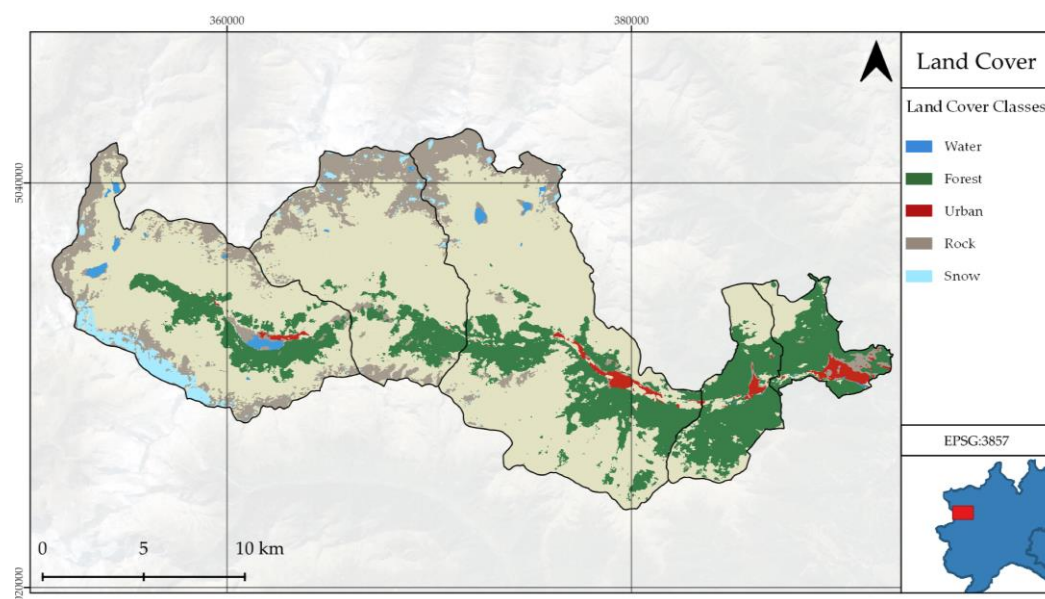 360000
380000
Land Cover
Land Cover Classes
Water
Forest
Urban
Rock
Snow
EPSG:3857
5040000
020000
0
5
10 km